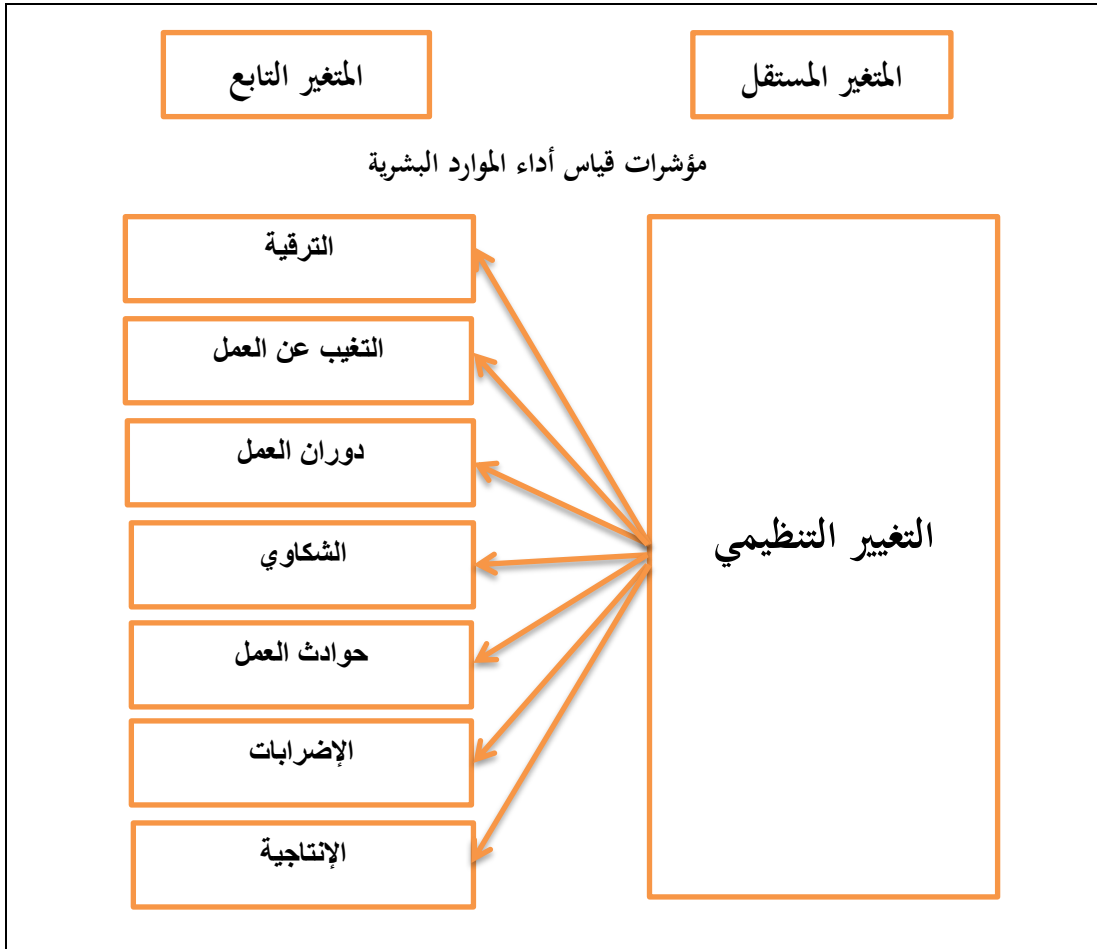 المتغير المستقل
المتغير التابع
مؤشرات قياس أداء الموارد البشرية
التغيير التنظيمي
الترقية
التغيب عن العمل
دوران العمل
الشكاوي
حوادث العمل
الإضرابات
الإنتاجية